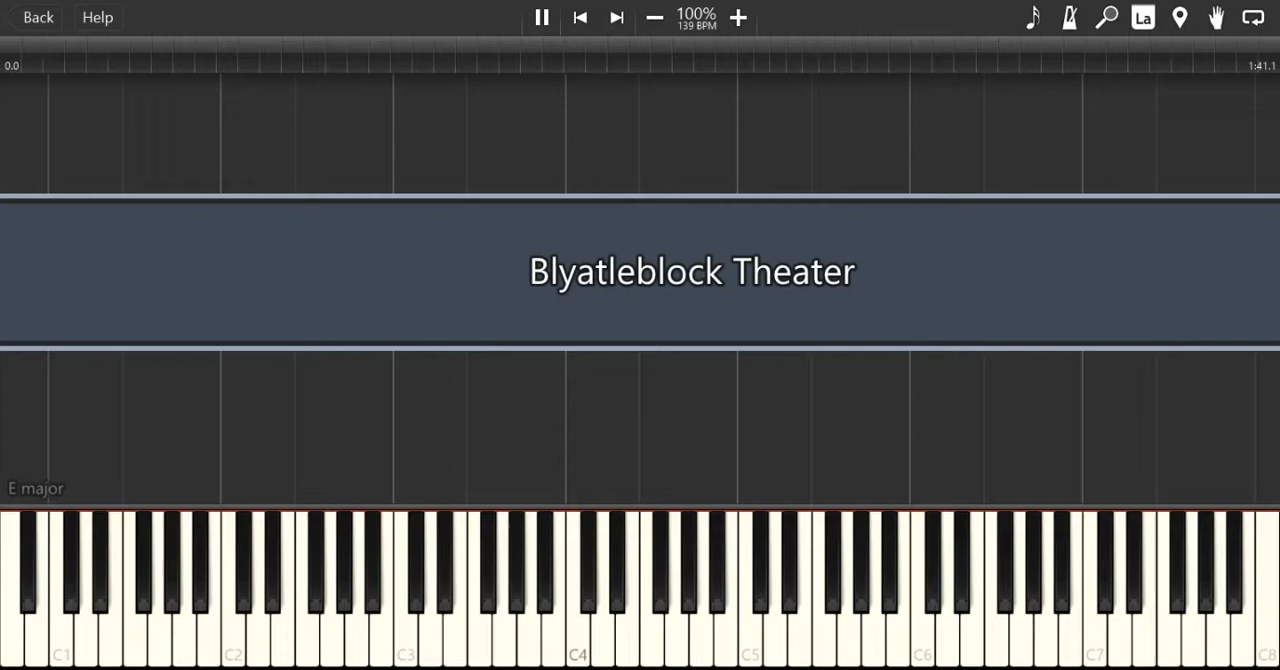 Back Help 100% La
139 BPM
0.0 1:41.1
Blyatleblock Theater
E major
C1 C2 C3 C4 C5 C6 C7 C8